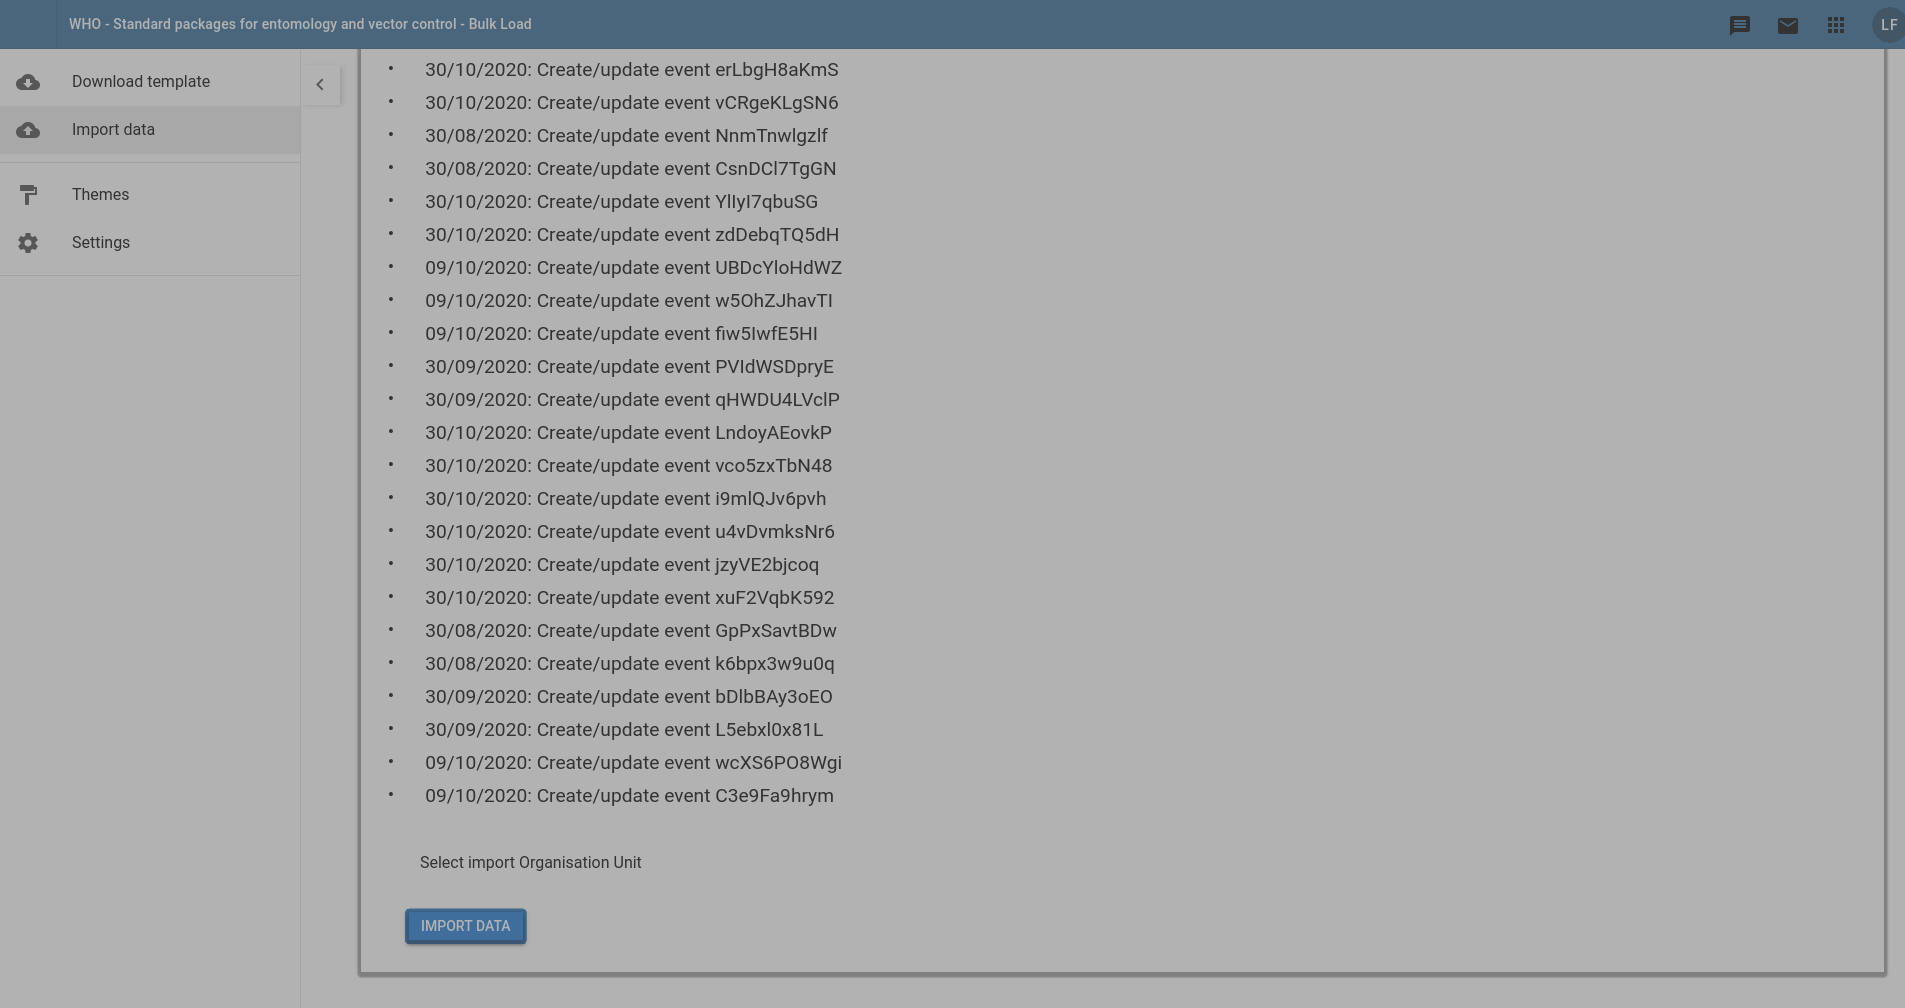 WHO - Standard packages for entomology and vector control - Bulk Load
LF
Download template
Import data
Themes
Settings
• 30/10/2020: Create/update event erLbgH8aKmS
• 30/10/2020: Create/update event vCRgeKLgSN6
• 30/08/2020: Create/update event NnmTnwlgzlf
• 30/08/2020: Create/update event CsnDCl7TgGN
• 30/10/2020: Create/update event YlIyI7qbuSG
• 30/10/2020: Create/update event zdDebqTQ5dH
• 09/10/2020: Create/update event UBDcYloHdWZ
• 09/10/2020: Create/update event w5OhZJhavTI
• 09/10/2020: Create/update event fiw5IwfE5HI
• 30/09/2020: Create/update event PVIdWSDpryE
• 30/09/2020: Create/update event qHWDU4LVclP
• 30/10/2020: Create/update event LndoyAEovkP
• 30/10/2020: Create/update event vco5zxTbN48
• 30/10/2020: Create/update event i9mlQJv6pvh
• 30/10/2020: Create/update event u4vDvmksNr6
• 30/10/2020: Create/update event jzyVE2bjcoq
• 30/10/2020: Create/update event xuF2VqbK592
• 30/08/2020: Create/update event GpPxSavtBDw
• 30/08/2020: Create/update event k6bpx3w9u0q
• 30/09/2020: Create/update event bDlbBAy3oEO
• 30/09/2020: Create/update event L5ebxl0x81L
• 09/10/2020: Create/update event wcXS6PO8Wgi
• 09/10/2020: Create/update event C3e9Fa9hrym
Select import Organisation Unit
IMPORT DATA